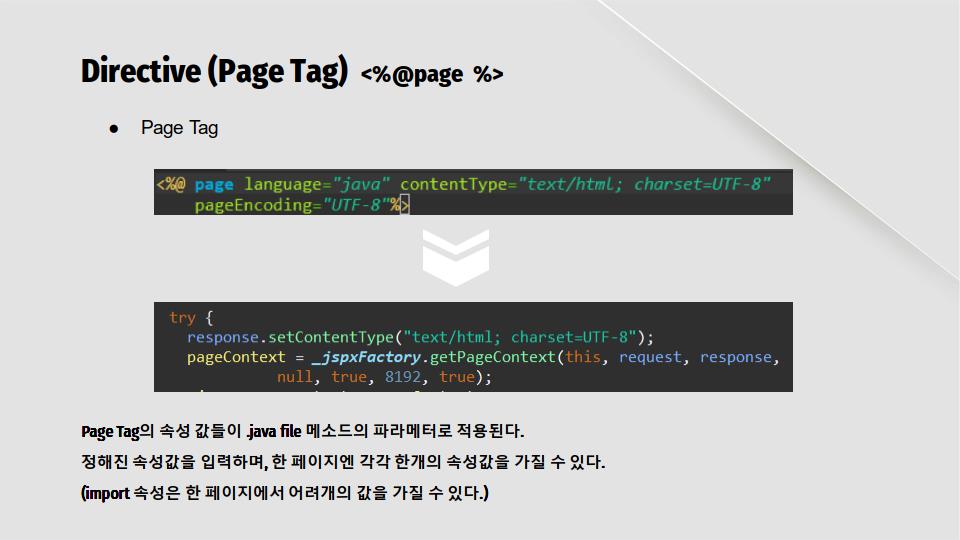 Directive (Page Tag) <%@page %>
● Page Tag
<%@ page language="java" contentType="text/html; charset=UTF-8"
pageEncoding="UTF-8"%>
try {
response.setContentType("text/html; charset=UTF-8");
pageContext = _jspxFactory.getPageContext(this, request, response,
null, true, 8192, true);
Page Tag의 속성 값들이 .java file 메소드의 파라메터로 적용된다.
정해진 속성값을 입력하며, 한 페이지엔 각각 한개의 속성값을 가질 수 있다.
(import 속성은 한 페이지에서 어려개의 값을 가질 수 있다.)